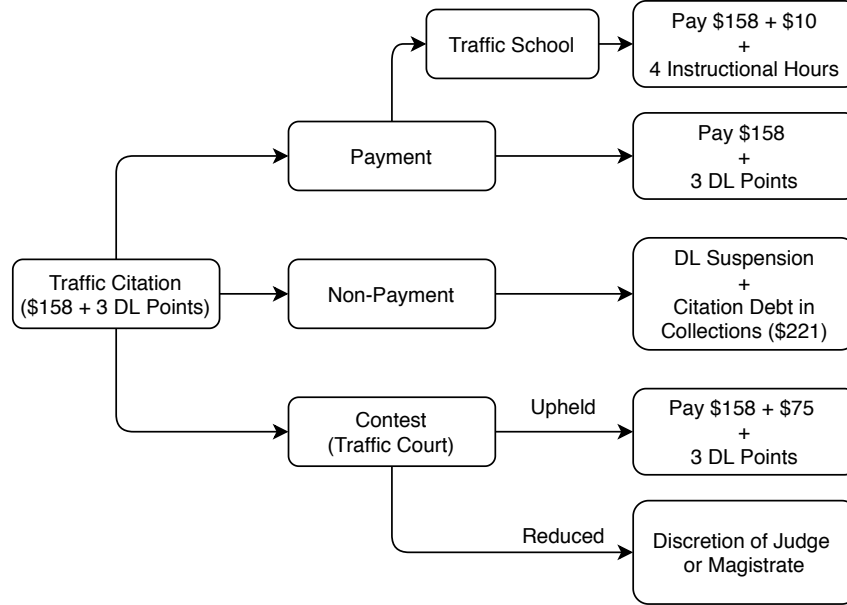 Traffic School
Pay $158 + $10
+
4 Instructional Hours
Payment
Pay $158
+
3 DL Points
Traffic Citation
($158 + 3 DL Points)
Non-Payment
DL Suspension
+
Citation Debt in
Collections ($221)
Contest
(Traffic Court)
Upheld
Pay $158 + $75
+
3 DL Points
Reduced
Discretion of Judge
or Magistrate